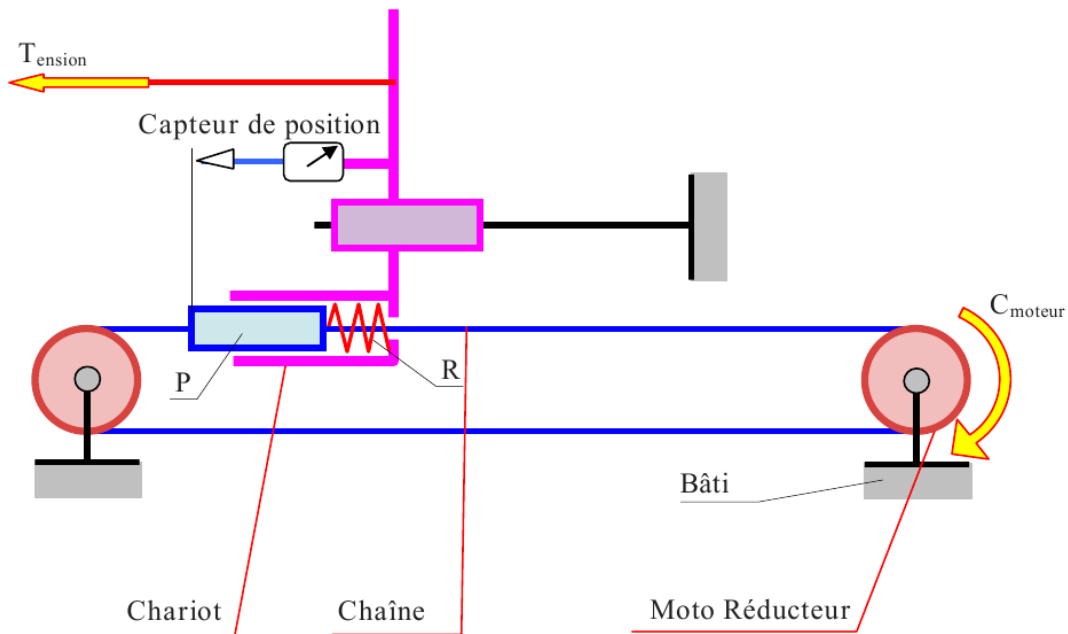 Tension
Capteur de position
Cmoteur
P
R
Bâti
Chariot
Chaîne
Moto Réducteur